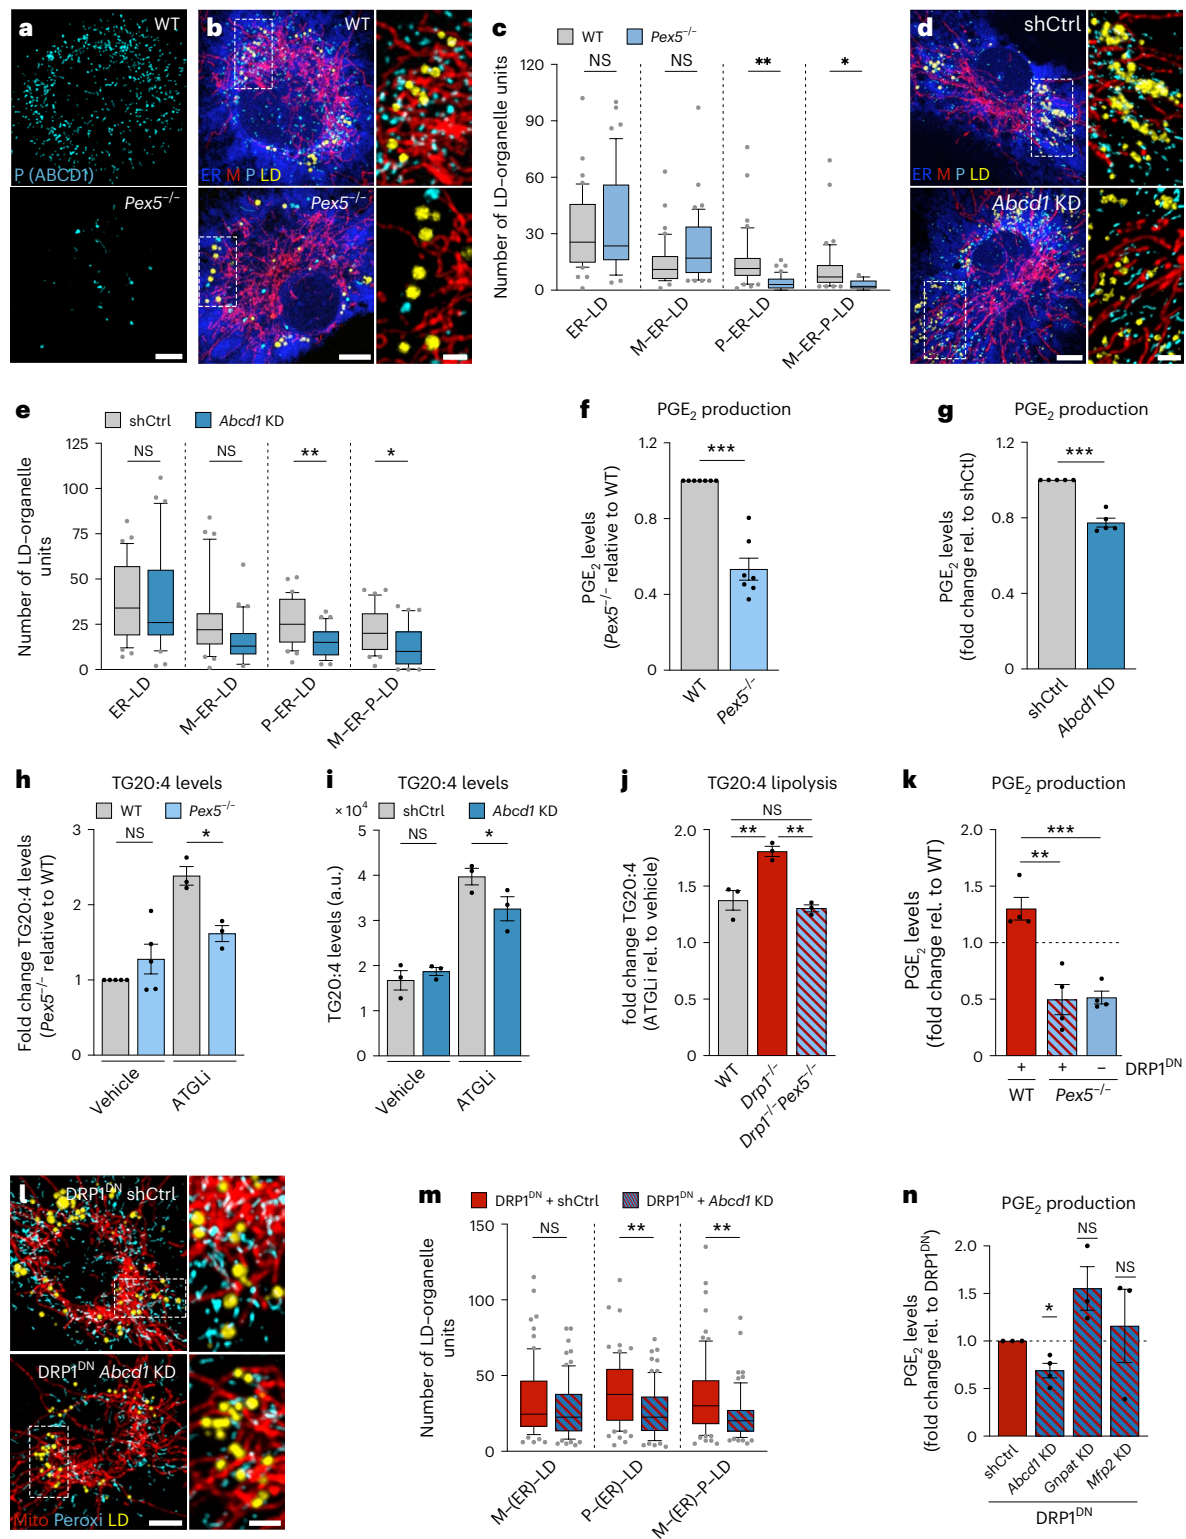 a
WT
P (ABCD1)
Pex5−/−
b
WT
ER M P LD
Pex5−/−
c
WT
Pex5−/−
Number of LD–organelle units
120
90
60
30
0
NS
NS
**
*
ER–LD
M–ER–LD
P–ER–LD
M–ER–P–LD
d
shCtrl
ER M P LD
Abcd1 KD
e
shCtrl
Abcd1 KD
Number of LD–organelle
units
125
100
75
50
25
0
NS
NS
**
*
ER–LD
M–ER–LD
P–ER–LD
M–ER–P–LD
f
PGE2 production
PGE2 levels
(Pex5−/− relative to WT)
1.2
0.8
0.4
0
***
WT
Pex5−/−
g
PGE2 production
PGE2 levels
(fold change rel. to shCtl)
1.2
0.8
0.4
0
***
shCtrl
Abcd1 KD
h
TG20:4 levels
WT
Pex5−/−
Fold change TG20:4 levels
(Pex5−/− relative to WT)
3
2
1
0
NS
*
Vehicle
ATGLi
i
TG20:4 levels
× 10⁴
shCtrl
Abcd1 KD
TG20:4 levels (a.u.)
5
4
3
2
1
0
NS
*
Vehicle
ATGLi
j
TG20:4 lipolysis
fold change TG20:4
(ATGLi rel. to vehicle)
2.0
1.5
1.0
0.5
0
NS
**
**
WT
Drp1−/−
Drp1−/−Pex5−/−
k
PGE2 production
PGE2 levels
(fold change rel. to WT)
2.0
1.5
1.0
0.5
0
***
**
+
+
−
DRP1DN
WT
Pex5−/−
l
DRP1DN shCtrl
DRP1DN Abcd1 KD
Mito Peroxi LD
m
DRP1DN + shCtrl
DRP1DN + Abcd1 KD
Number of LD–organelle
units
150
100
50
0
NS
**
**
M–(ER)–LD
P–(ER)–LD
M–(ER)–P–LD
n
PGE2 production
PGE2 levels
(fold change rel. to DRP1DN)
2.0
1.5
1.0
0.5
0
*
NS
NS
shCtrl
Abcd1 KD
Gnpat KD
Mfp2 KD
DRP1DN